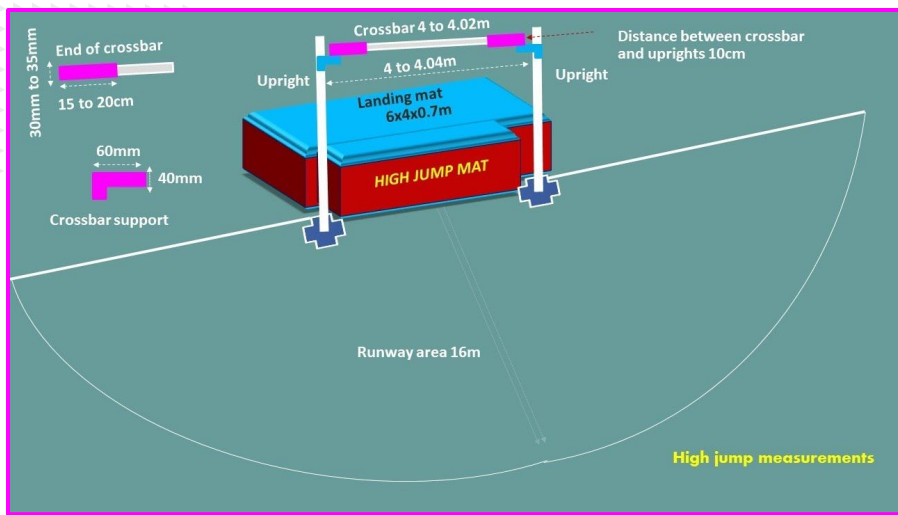 Crossbar 4 to 4.02m
Distance between crossbar
and uprights 10cm
End of crossbar
30mm to 35mm
15 to 20cm
Upright
4 to 4.04m
Upright
Landing mat
6x4x0.7m
HIGH JUMP MAT
60mm
40mm
Crossbar support
Runway area 16m
High jump measurements